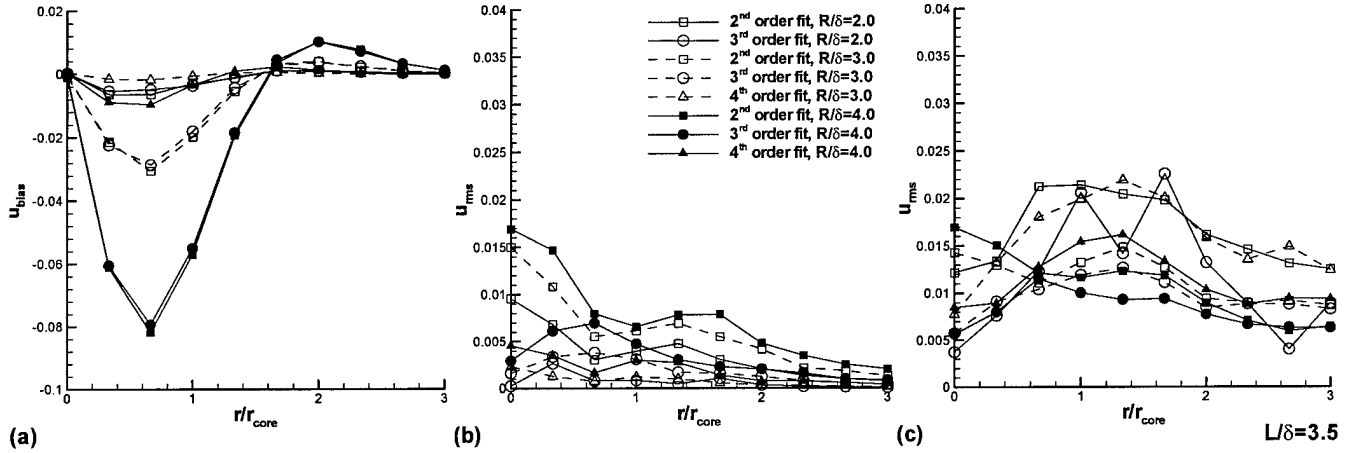 0.02
0
-0.02
-0.04
-0.06
-0.08
-0.1
u_bias
0 1 2 3
r/r_core
(a)
0.04
0.035
0.03
0.025
0.02
0.015
0.01
0.005
0
u_rms
0 1 2 3
r/r_core
(b)
2nd order fit, R/δ=2.0
3rd order fit, R/δ=2.0
2nd order fit, R/δ=3.0
3rd order fit, R/δ=3.0
4th order fit, R/δ=3.0
2nd order fit, R/δ=4.0
3rd order fit, R/δ=4.0
4th order fit, R/δ=4.0
0.04
0.035
0.03
0.025
0.02
0.015
0.01
0.005
0
u_rms
0 1 2 3
r/r_core
(c)
L/δ=3.5